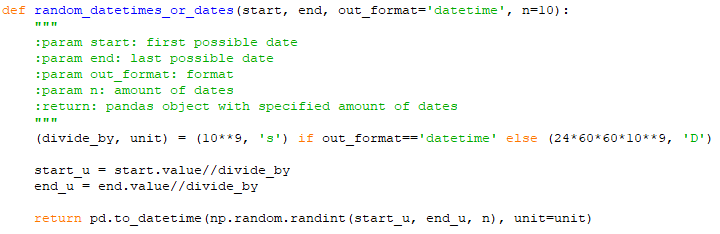 def random_datetimes_or_dates(start, end, out_format='datetime', n=10):
    """
    :param start: first possible date
    :param end: last possible date
    :param out_format: format
    :param n: amount of dates
    :return: pandas object with specified amount of dates
    """
    (divide_by, unit) = (10**9, 's') if out_format=='datetime' else (24*60*60*10**9, 'D')
    start_u = start.value//divide_by
    end_u = end.value//divide_by
    return pd.to_datetime(np.random.randint(start_u, end_u, n), unit=unit)